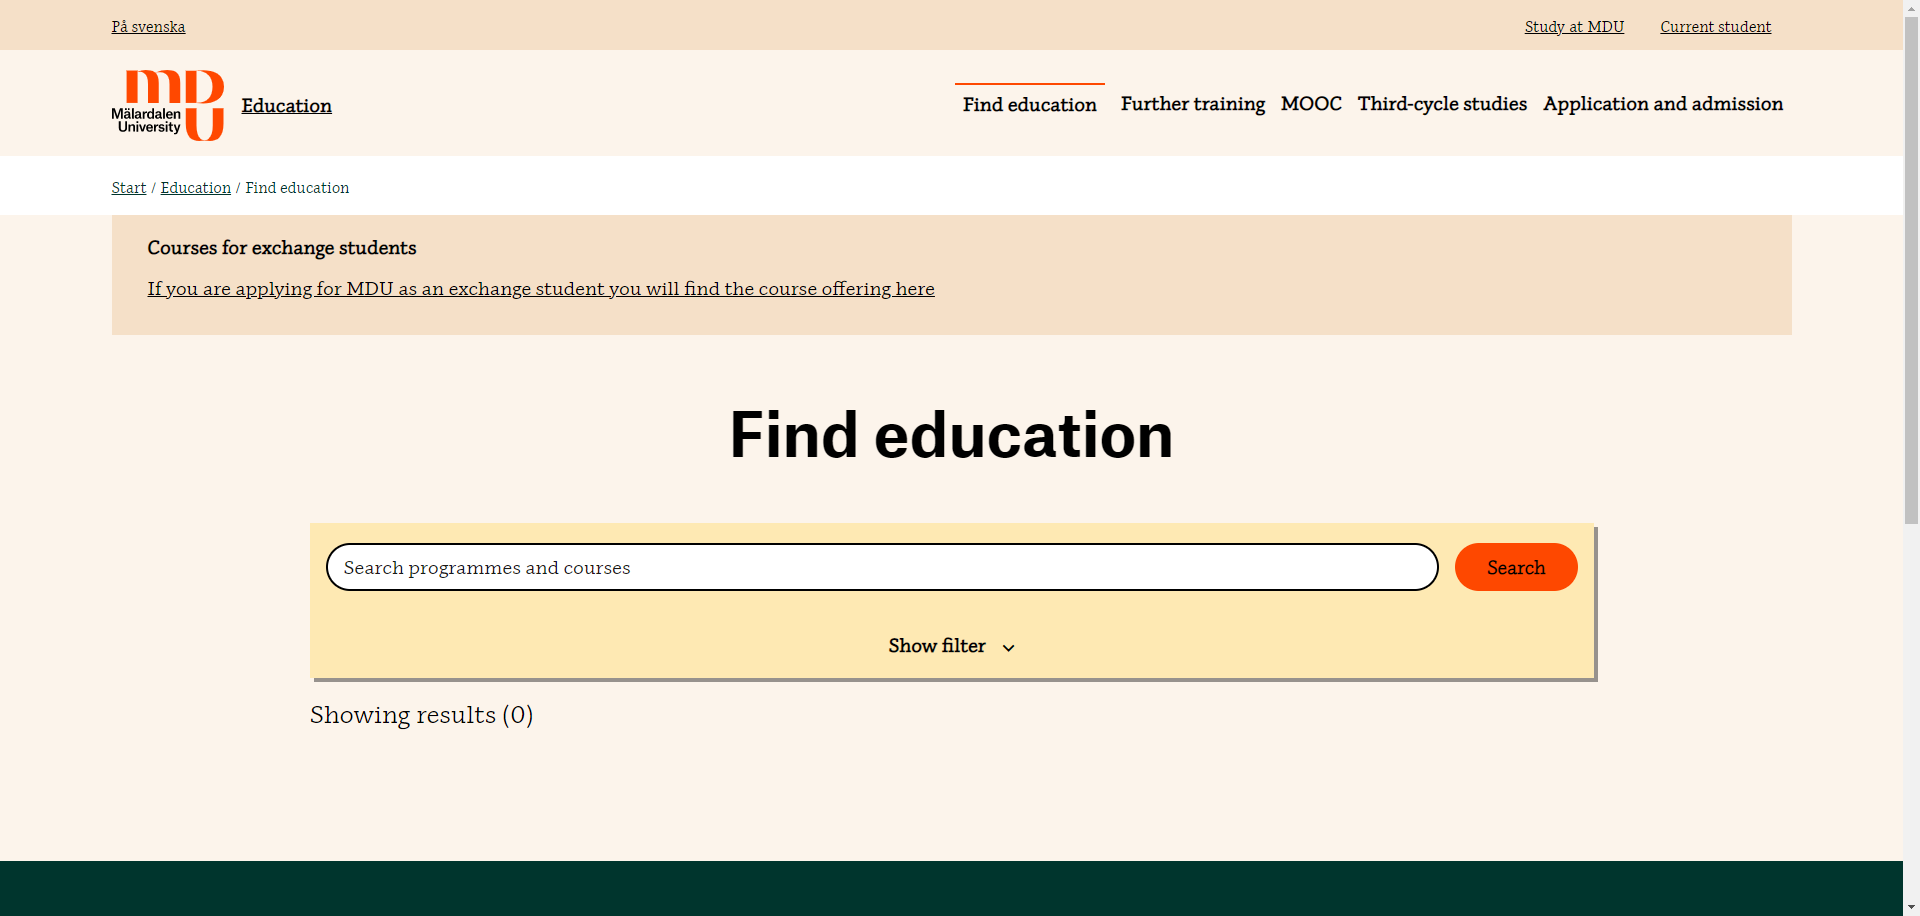 På svenska
Study at MDU
Current student
mDU
Mälardalen
University
Education
Find education
Further training
MOOC
Third-cycle studies
Application and admission
Start / Education / Find education
Courses for exchange students
If you are applying for MDU as an exchange student you will find the course offering here
Find education
Search programmes and courses
Search
Show filter
Showing results (0)